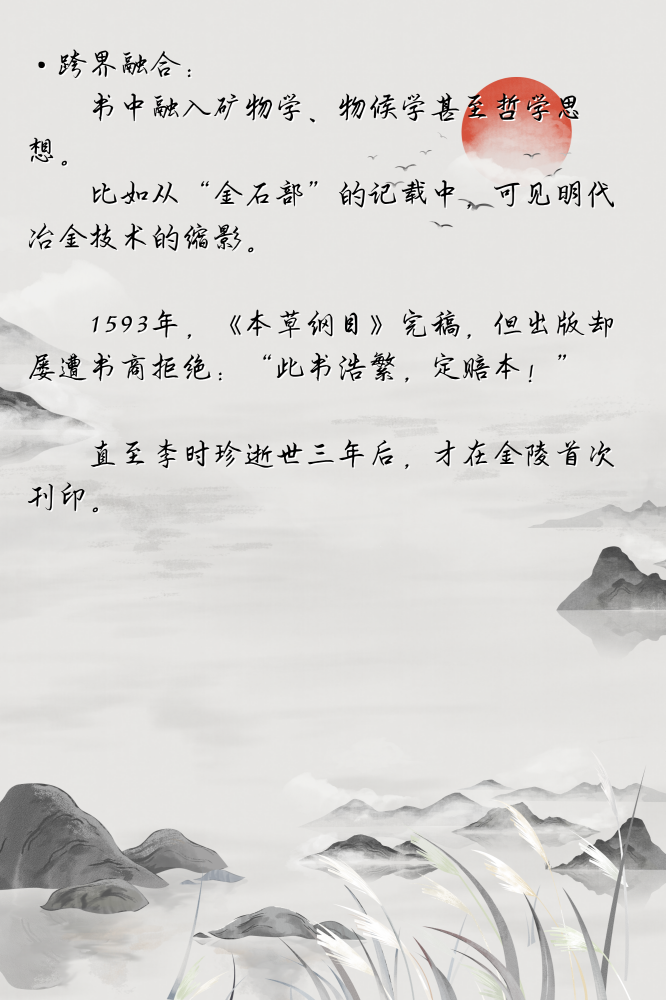 •跨界融合：
书中融入矿物学、物候学甚至哲学思
想。
比如从“金石部”的记载中，可见明代
冶金技术的缩影。
1593年，《本草纲目》完稿，但出版却
屡遭书商拒绝：“此书浩繁，定赔本！”
直至李时珍逝世三年后，才在金陵首次
刊印。